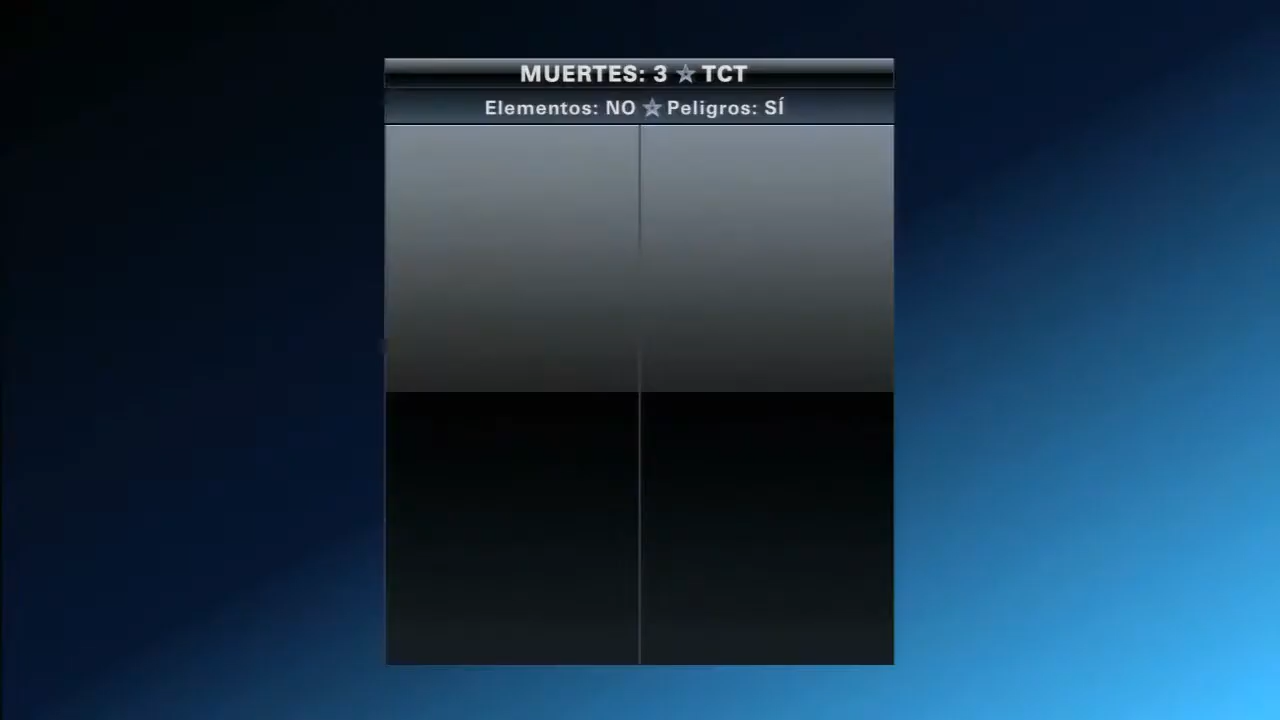 MUERTES: 3 ★ TCT
Elementos: NO ★ Peligros: SÍ